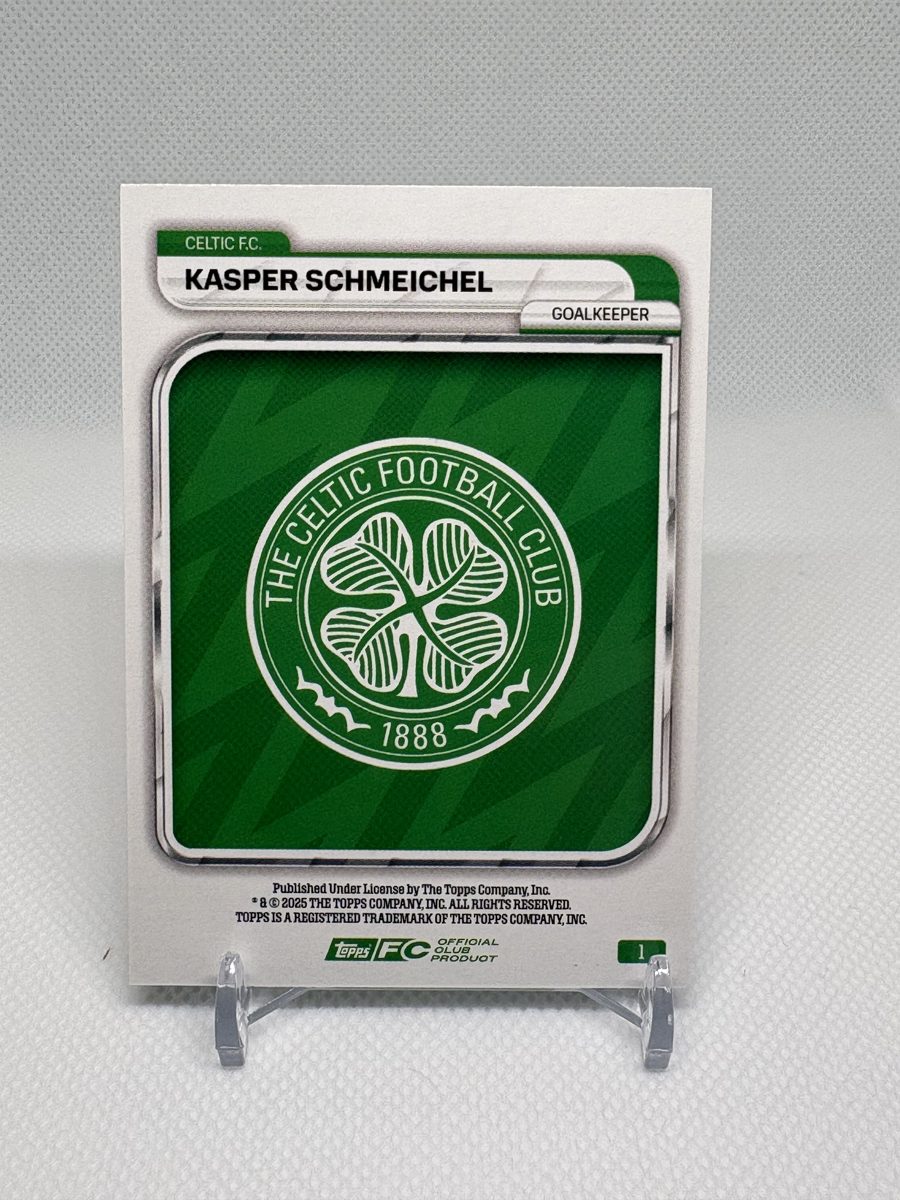 CELTIC F.C.
KASPER SCHMEICHEL
GOALKEEPER
THE CELTIC FOOTBALL CLUB
1888
Published Under License by The Topps Company, Inc.
® & © 2025 THE TOPPS COMPANY, INC. ALL RIGHTS RESERVED.
TOPPS IS A REGISTERED TRADEMARK OF THE TOPPS COMPANY, INC.
topps FC OFFICIAL
CLUB
PRODUCT
1